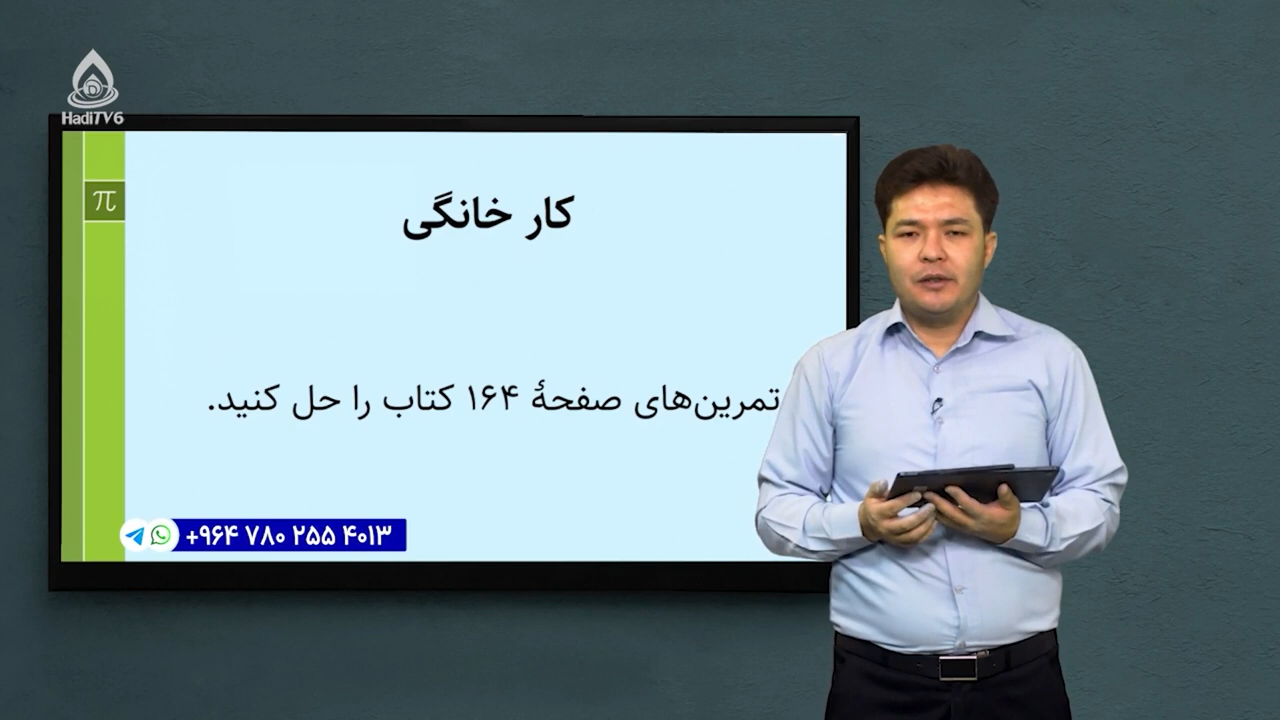 HadiTV6
π
کار خانگی
تمرین‌های صفحهٔ ۱۶۴ کتاب را حل کنید.
+۹۶۴ ۷۸۰ ۲۵۵ ۴۰۱۳